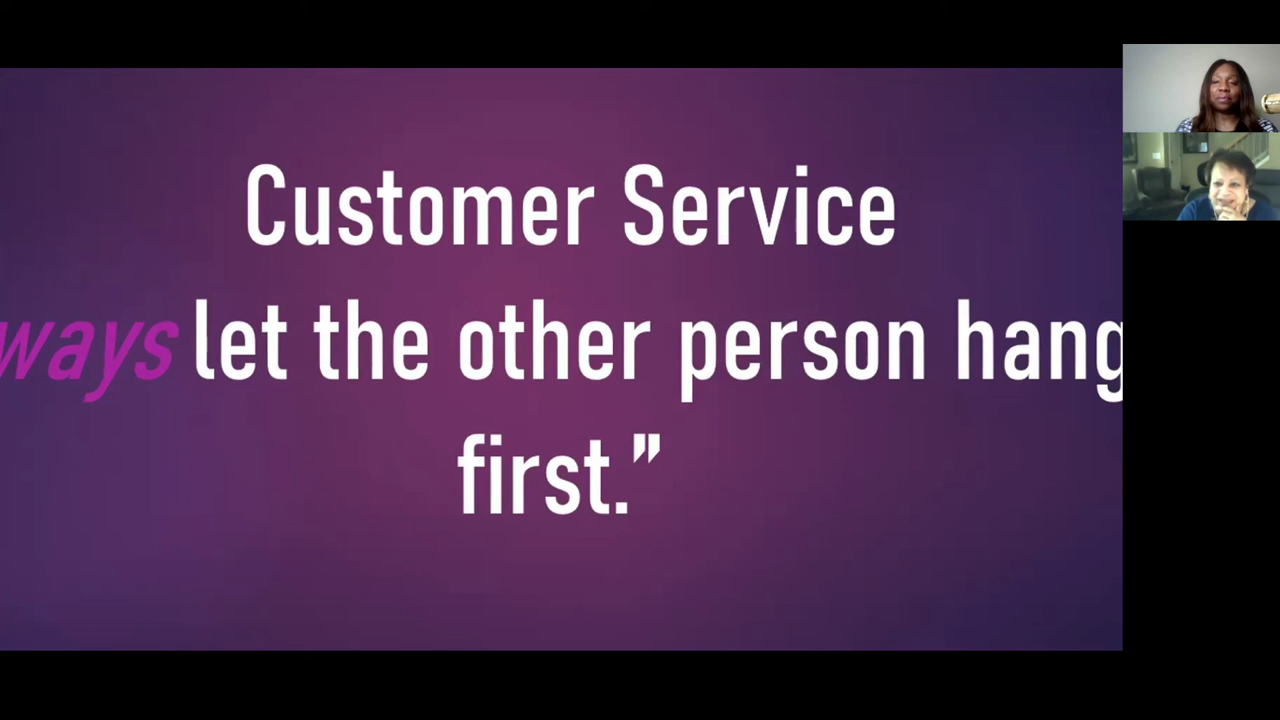 Customer Service
ways let the other person hang
first.”